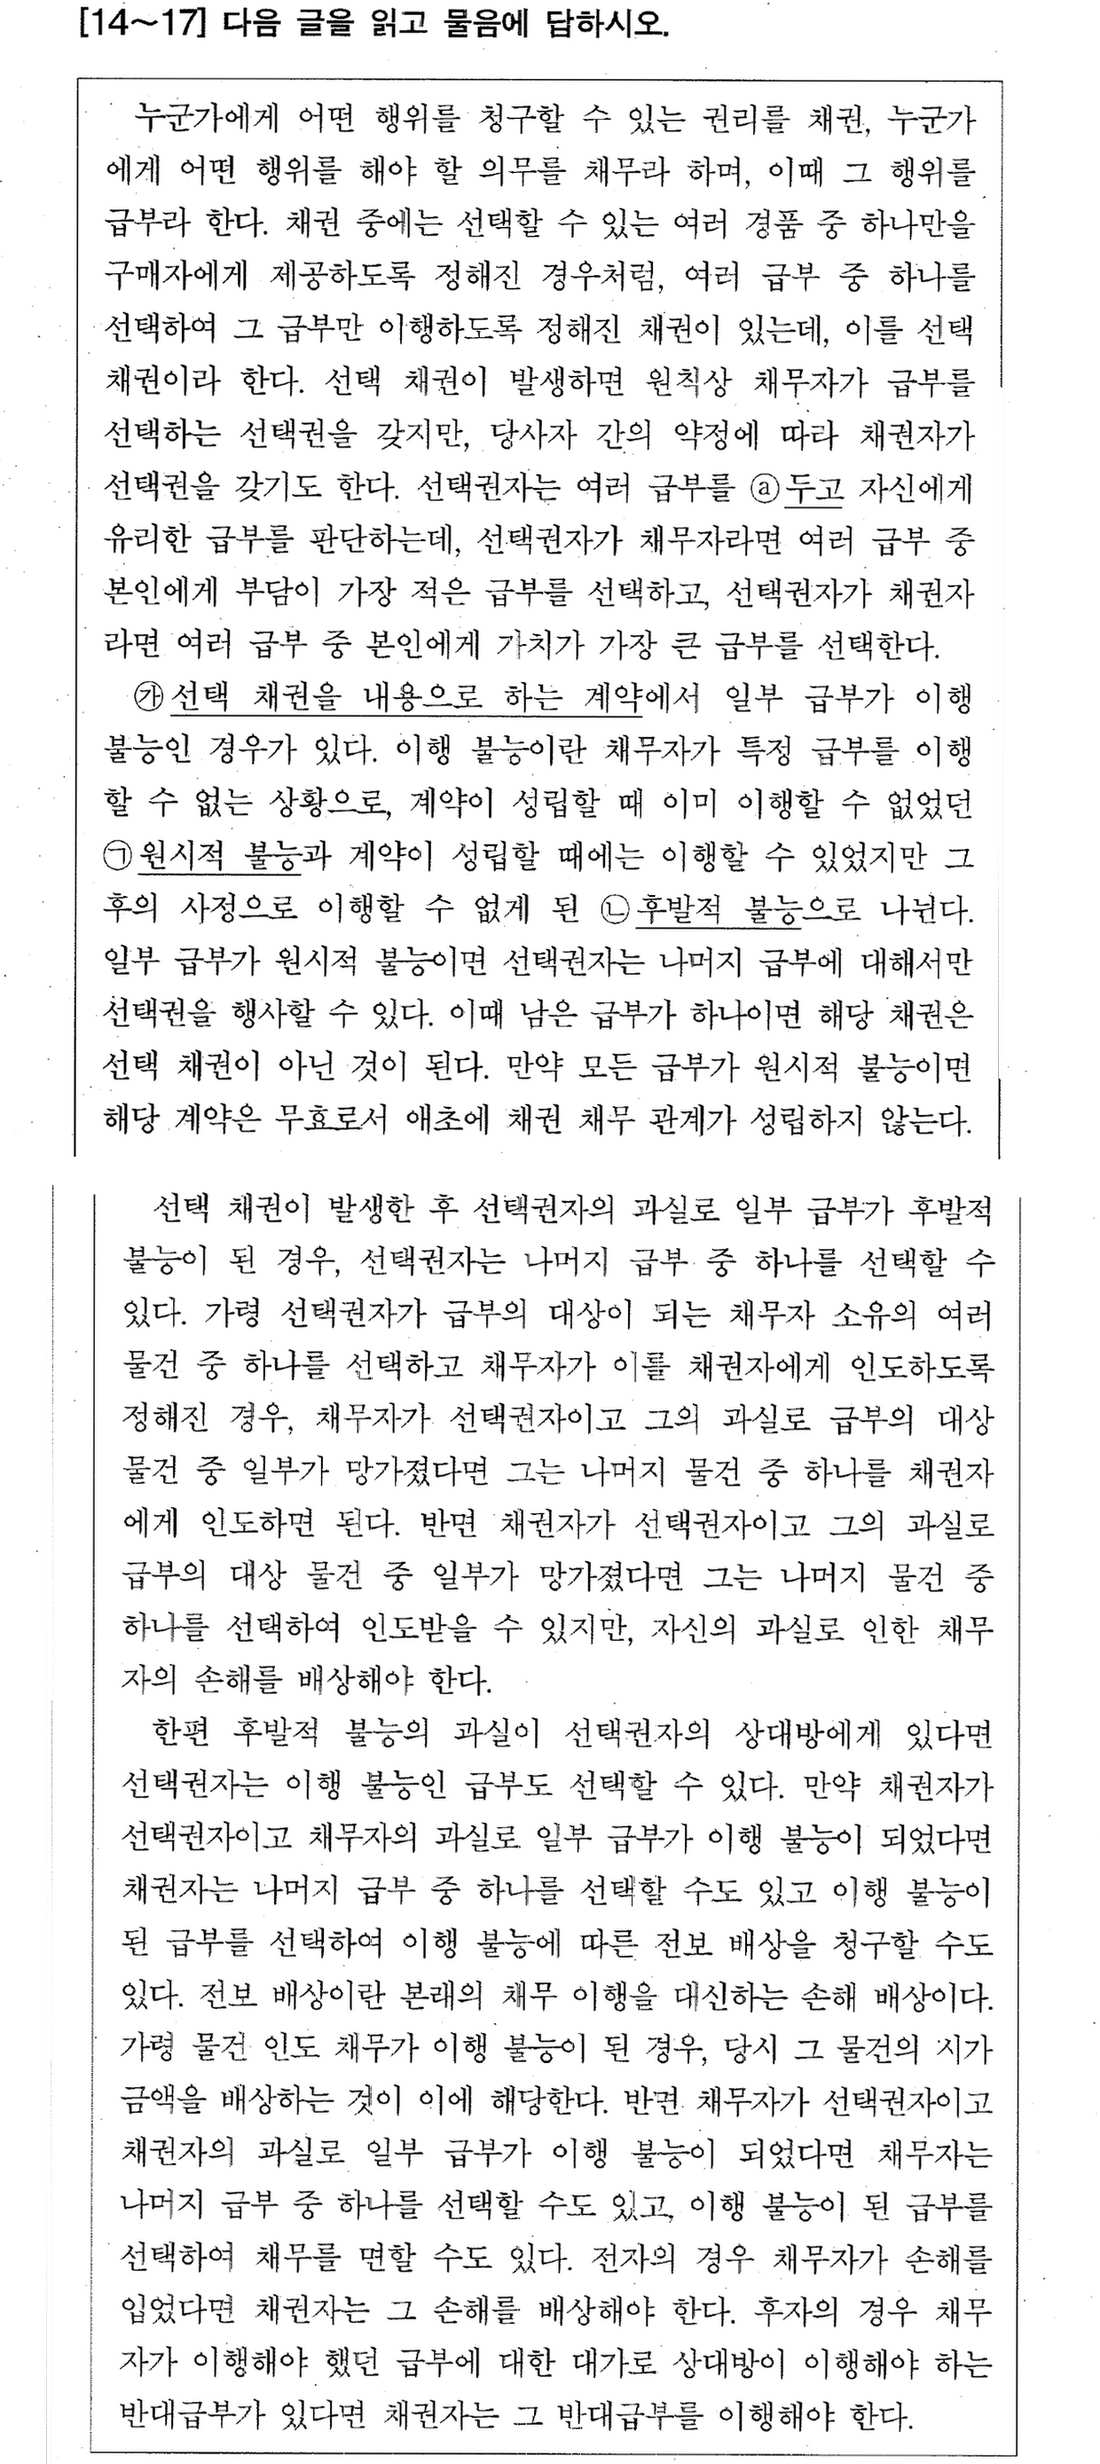 [14~17] 다음 글을 읽고 물음에 답하시오.
누군가에게 어떤 행위를 청구할 수 있는 권리를 채권, 누군가
에게 어떤 행위를 해야 할 의무를 채무라 하며, 이때 그 행위를
급부라 한다. 채권 중에는 선택할 수 있는 여러 경품 중 하나만을
구매자에게 제공하도록 정해진 경우처럼, 여러 급부 중 하나를
선택하여 그 급부만 이행하도록 정해진 채권이 있는데, 이를 선택
채권이라 한다. 선택 채권이 발생하면 원칙상 채무자가 급부를
선택하는 선택권을 갖지만, 당사자 간의 약정에 따라 채권자가
선택권을 갖기도 한다. 선택권자는 여러 급부를 ⓐ두고 자신에게
유리한 급부를 판단하는데, 선택권자가 채무자라면 여러 급부 중
본인에게 부담이 가장 적은 급부를 선택하고, 선택권자가 채권자
라면 여러 급부 중 본인에게 가치가 가장 큰 급부를 선택한다.
㉮선택 채권을 내용으로 하는 계약에서 일부 급부가 이행
불능인 경우가 있다. 이행 불능이란 채무자가 특정 급부를 이행
할 수 없는 상황으로, 계약이 성립할 때 이미 이행할 수 없었던
㉠원시적 불능과 계약이 성립할 때에는 이행할 수 있었지만 그
후의 사정으로 이행할 수 없게 된 ㉡후발적 불능으로 나뉜다.
일부 급부가 원시적 불능이면 선택권자는 나머지 급부에 대해서만
선택권을 행사할 수 있다. 이때 남은 급부가 하나이면 해당 채권은
선택 채권이 아닌 것이 된다. 만약 모든 급부가 원시적 불능이면
해당 계약은 무효로서 애초에 채권 채무 관계가 성립하지 않는다.
선택 채권이 발생한 후 선택권자의 과실로 일부 급부가 후발적
불능이 된 경우, 선택권자는 나머지 급부 중 하나를 선택할 수
있다. 가령 선택권자가 급부의 대상이 되는 채무자 소유의 여러
물건 중 하나를 선택하고 채무자가 이를 채권자에게 인도하도록
정해진 경우, 채무자가 선택권자이고 그의 과실로 급부의 대상
물건 중 일부가 망가졌다면 그는 나머지 물건 중 하나를 채권자
에게 인도하면 된다. 반면 채권자가 선택권자이고 그의 과실로
급부의 대상 물건 중 일부가 망가졌다면 그는 나머지 물건 중
하나를 선택하여 인도받을 수 있지만, 자신의 과실로 인한 채무
자의 손해를 배상해야 한다.
한편 후발적 불능의 과실이 선택권자의 상대방에게 있다면
선택권자는 이행 불능인 급부도 선택할 수 있다. 만약 채권자가
선택권자이고 채무자의 과실로 일부 급부가 이행 불능이 되었다면
채권자는 나머지 급부 중 하나를 선택할 수도 있고 이행 불능이
된 급부를 선택하여 이행 불능에 따른 전보 배상을 청구할 수도
있다. 전보 배상이란 본래의 채무 이행을 대신하는 손해 배상이다.
가령 물건 인도 채무가 이행 불능이 된 경우, 당시 그 물건의 시가
금액을 배상하는 것이 이에 해당한다. 반면 채무자가 선택권자이고
채권자의 과실로 일부 급부가 이행 불능이 되었다면 채무자는
나머지 급부 중 하나를 선택할 수도 있고, 이행 불능이 된 급부를
선택하여 채무를 면할 수도 있다. 전자의 경우 채무자가 손해를
입었다면 채권자는 그 손해를 배상해야 한다. 후자의 경우 채무
자가 이행해야 했던 급부에 대한 대가로 상대방이 이행해야 하는
반대급부가 있다면 채권자는 그 반대급부를 이행해야 한다.